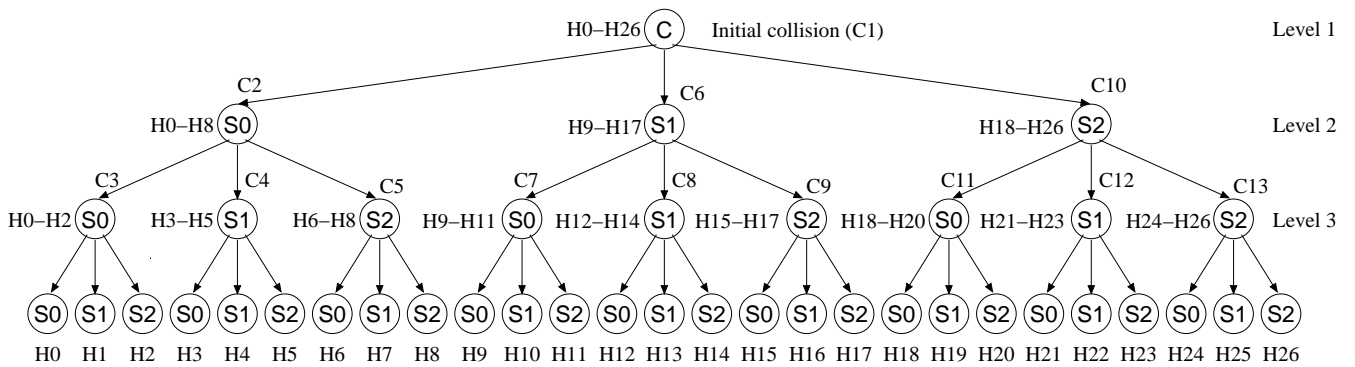 H0–H26 C Initial collision (C1) Level 1
C2 C6 C10
H0–H8 S0 H9–H17 S1 H18–H26 S2 Level 2
C3 C4 C5 C7 C8 C9 C11 C12 C13
H0–H2 S0 H3–H5 S1 H6–H8 S2 H9–H11 S0 H12–H14 S1 H15–H17 S2 H18–H20 S0 H21–H23 S1 H24–H26 S2 Level 3
S0 S1 S2 S0 S1 S2 S0 S1 S2 S0 S1 S2 S0 S1 S2 S0 S1 S2 S0 S1 S2 S0 S1 S2 S0 S1 S2
H0 H1 H2 H3 H4 H5 H6 H7 H8 H9 H10 H11 H12 H13 H14 H15 H16 H17 H18 H19 H20 H21 H22 H23 H24 H25 H26